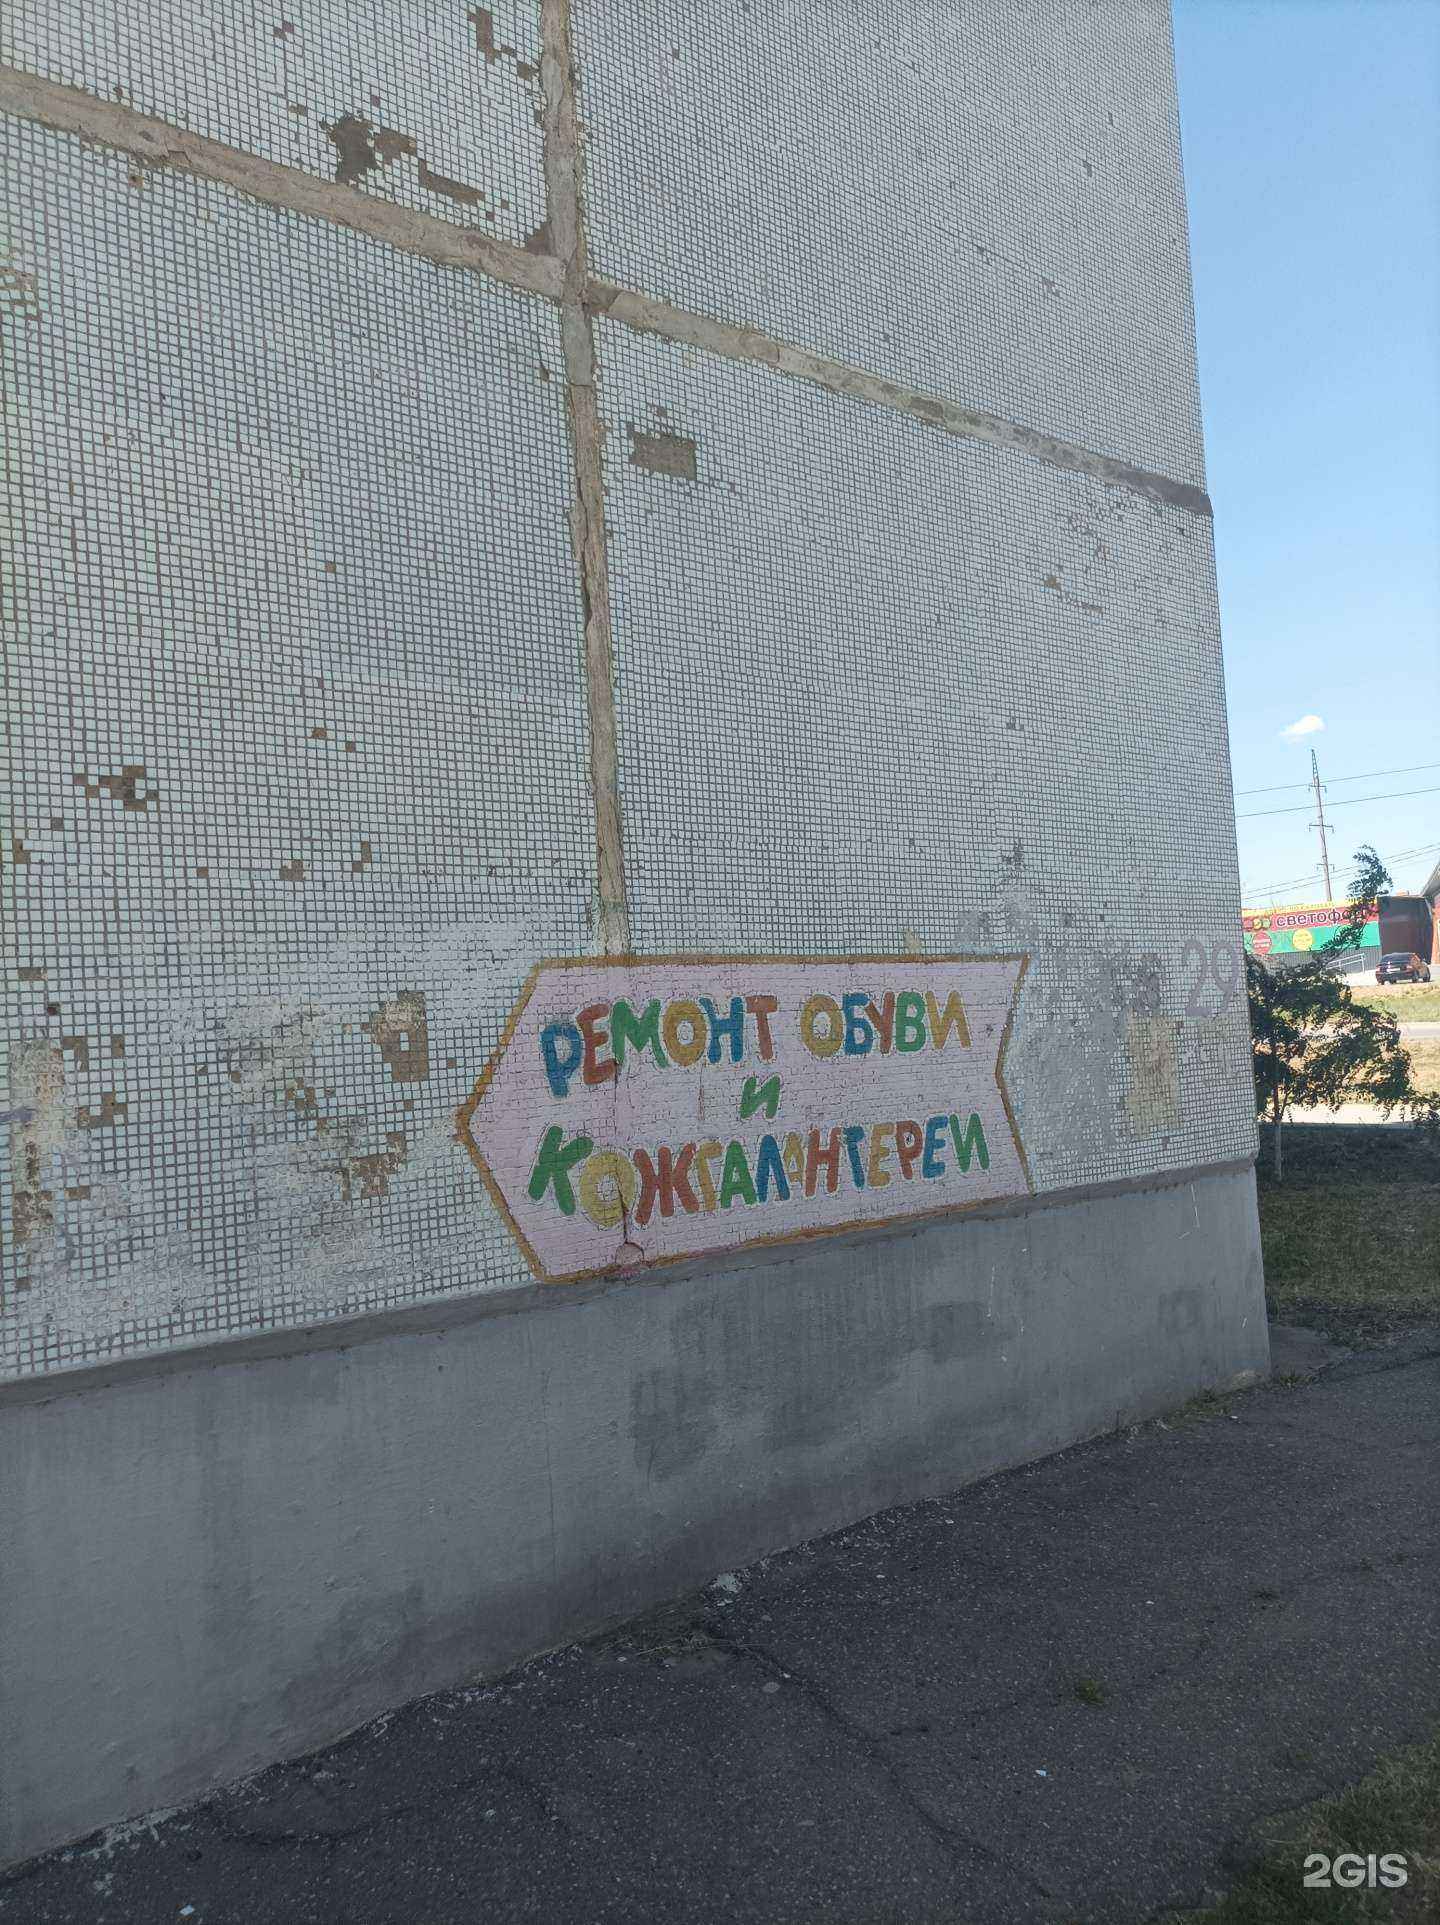 СВЕТОФОР
29
РЕМОНТ ОБУВИ
И
КОЖГАЛАНТЕРЕИ
2GIS